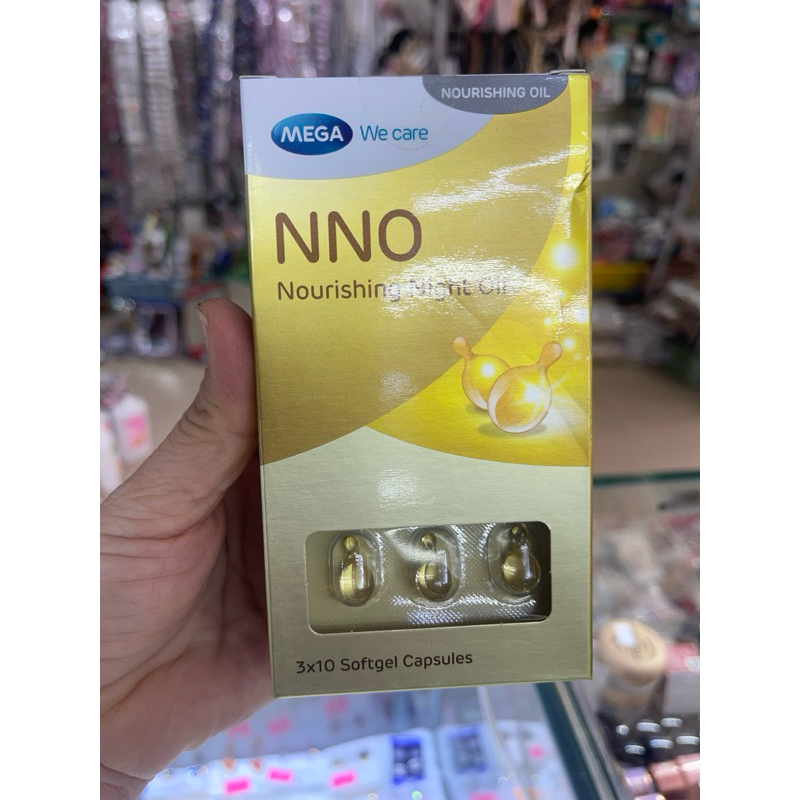 NOURISHING OIL
MEGA We care
NNO
Nourishing Night Oil
3x10 Softgel Capsules